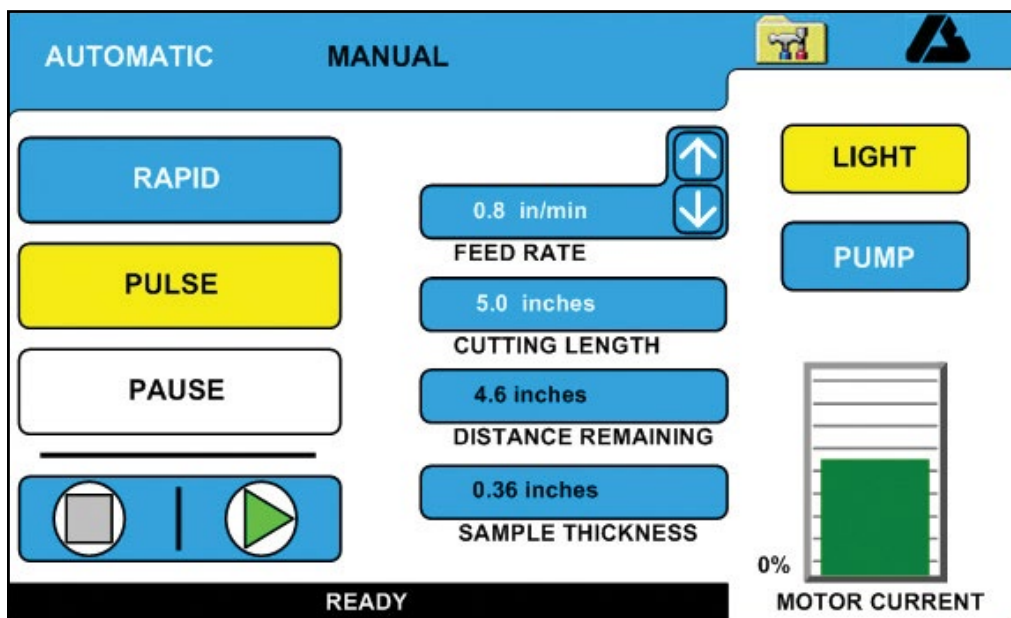 AUTOMATIC MANUAL
RAPID
PULSE
PAUSE
0.8 in/min
FEED RATE
5.0 inches
CUTTING LENGTH
4.6 inches
DISTANCE REMAINING
0.36 inches
SAMPLE THICKNESS
READY
LIGHT
PUMP
0%
MOTOR CURRENT